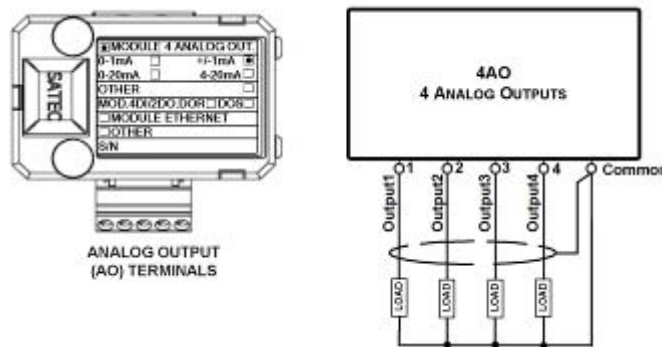 MODULE 4 ANALOG OUT.
0-1mA +/-1mA
0-20mA 4-20mA
OTHER
MOD.4DI/2DO.DOR DOS
MODULE ETHERNET
OTHER
S/N
SATEC
ANALOG OUTPUT
(AO) TERMINALS
4AO
4 ANALOG OUTPUTS
1 2 3 4 Common
Output1 Output2 Output3 Output4
LOAD LOAD LOAD LOAD